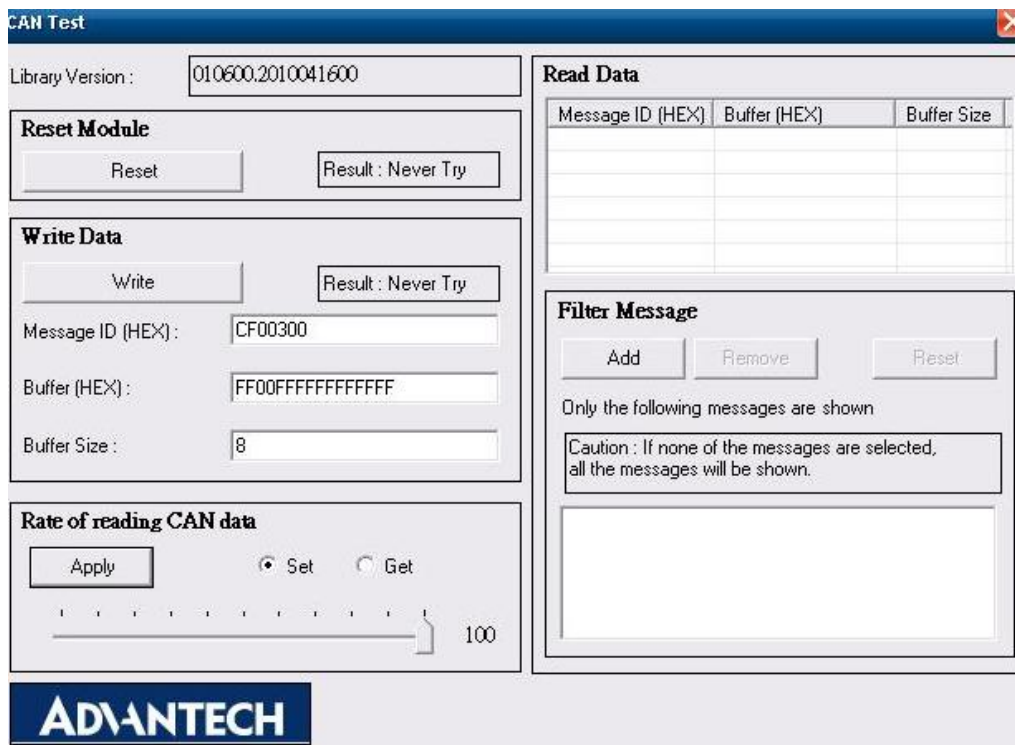 CAN Test
Library Version :
010600.2010041600
Reset Module
Reset
Result : Never Try
Write Data
Write
Result : Never Try
Message ID (HEX) :
CF00300
Buffer (HEX) :
FF00FFFFFFFFFFFF
Buffer Size :
8
Rate of reading CAN data
Apply
Set
Get
100
ADVANTECH
Read Data
Message ID (HEX)
Buffer (HEX)
Buffer Size
Filter Message
Add
Remove
Reset
Only the following messages are shown
Caution : If none of the messages are selected,
all the messages will be shown.